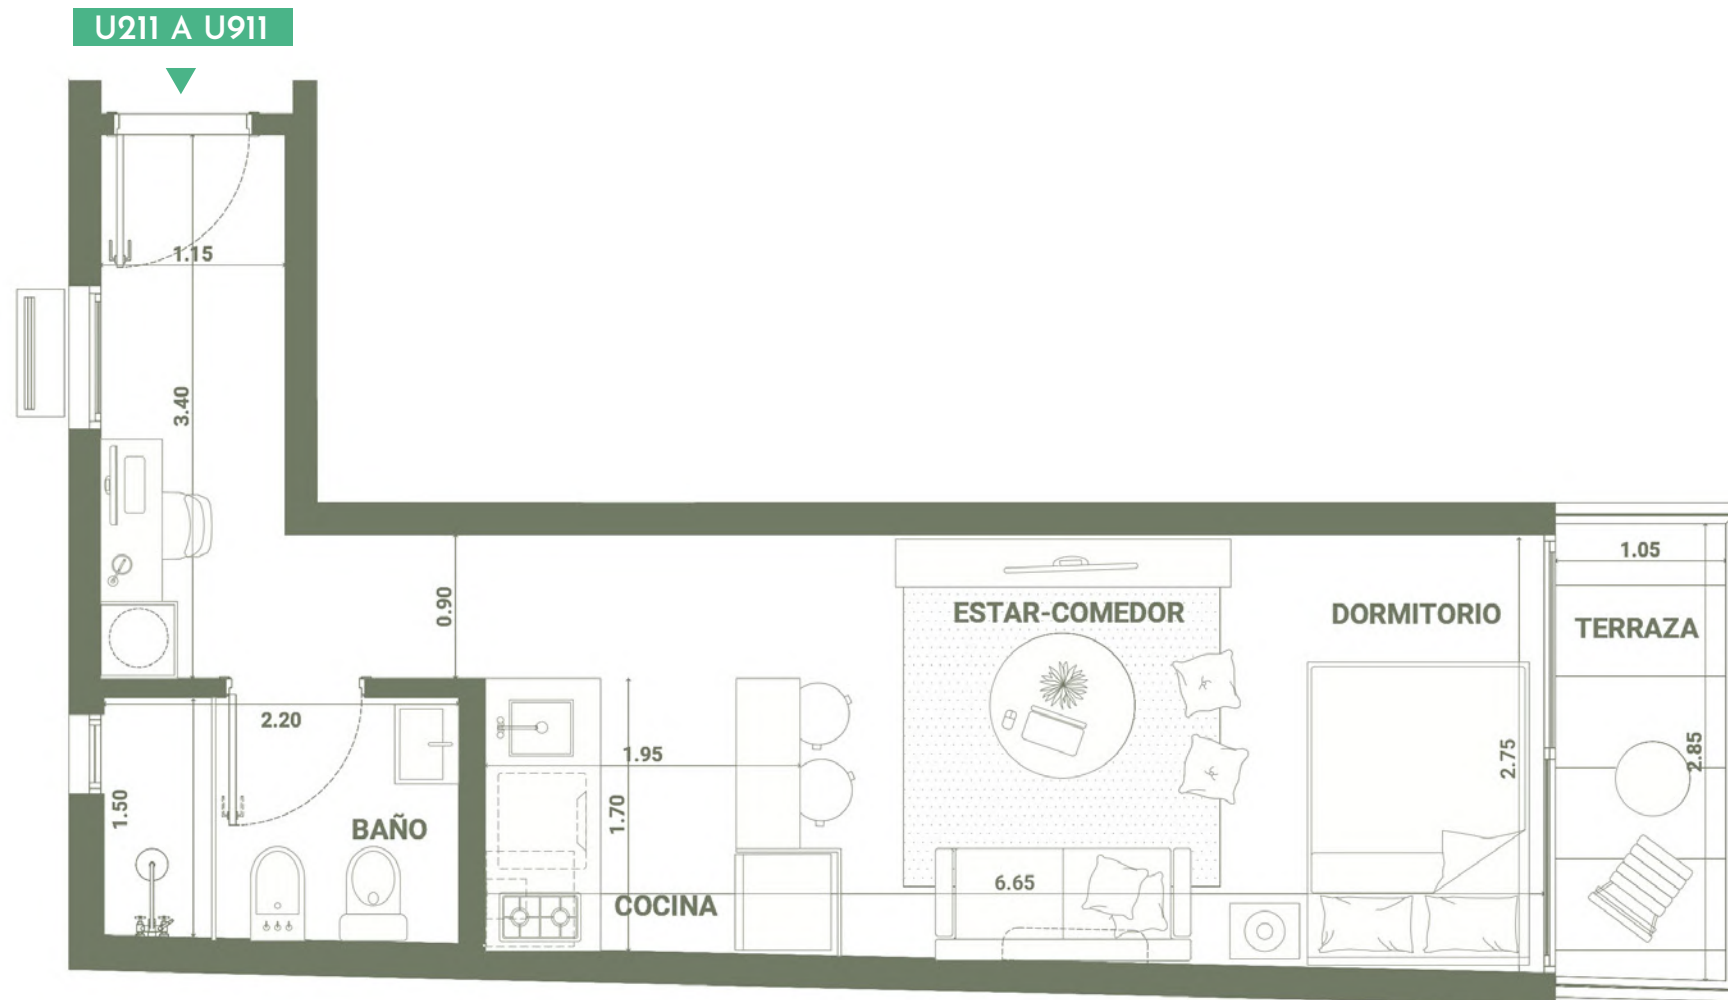 U211 A U911
1.15
3.40
0.90
ESTAR-COMEDOR
DORMITORIO
1.05
TERRAZA
2.20
1.95
2.75
2.85
1.50
1.70
BAÑO
6.65
COCINA